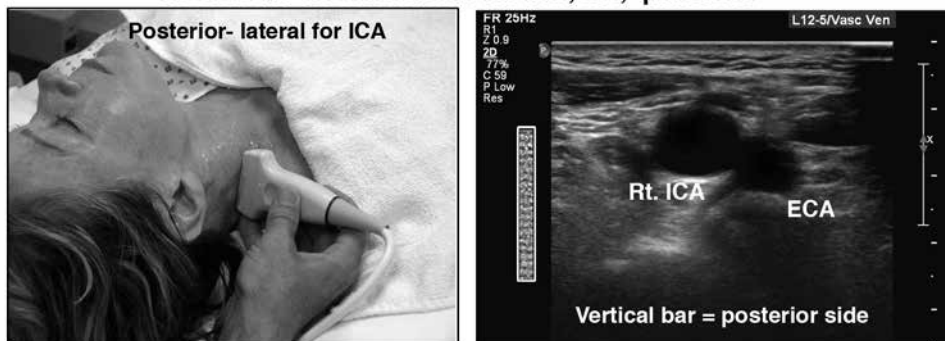 Posterior- lateral for ICA
FR 25Hz
R1
Z 0.9
2D
77%
C 59
P Low
Res
L12-5/Vasc Ven
x
Rt. ICA
ECA
Vertical bar = posterior side